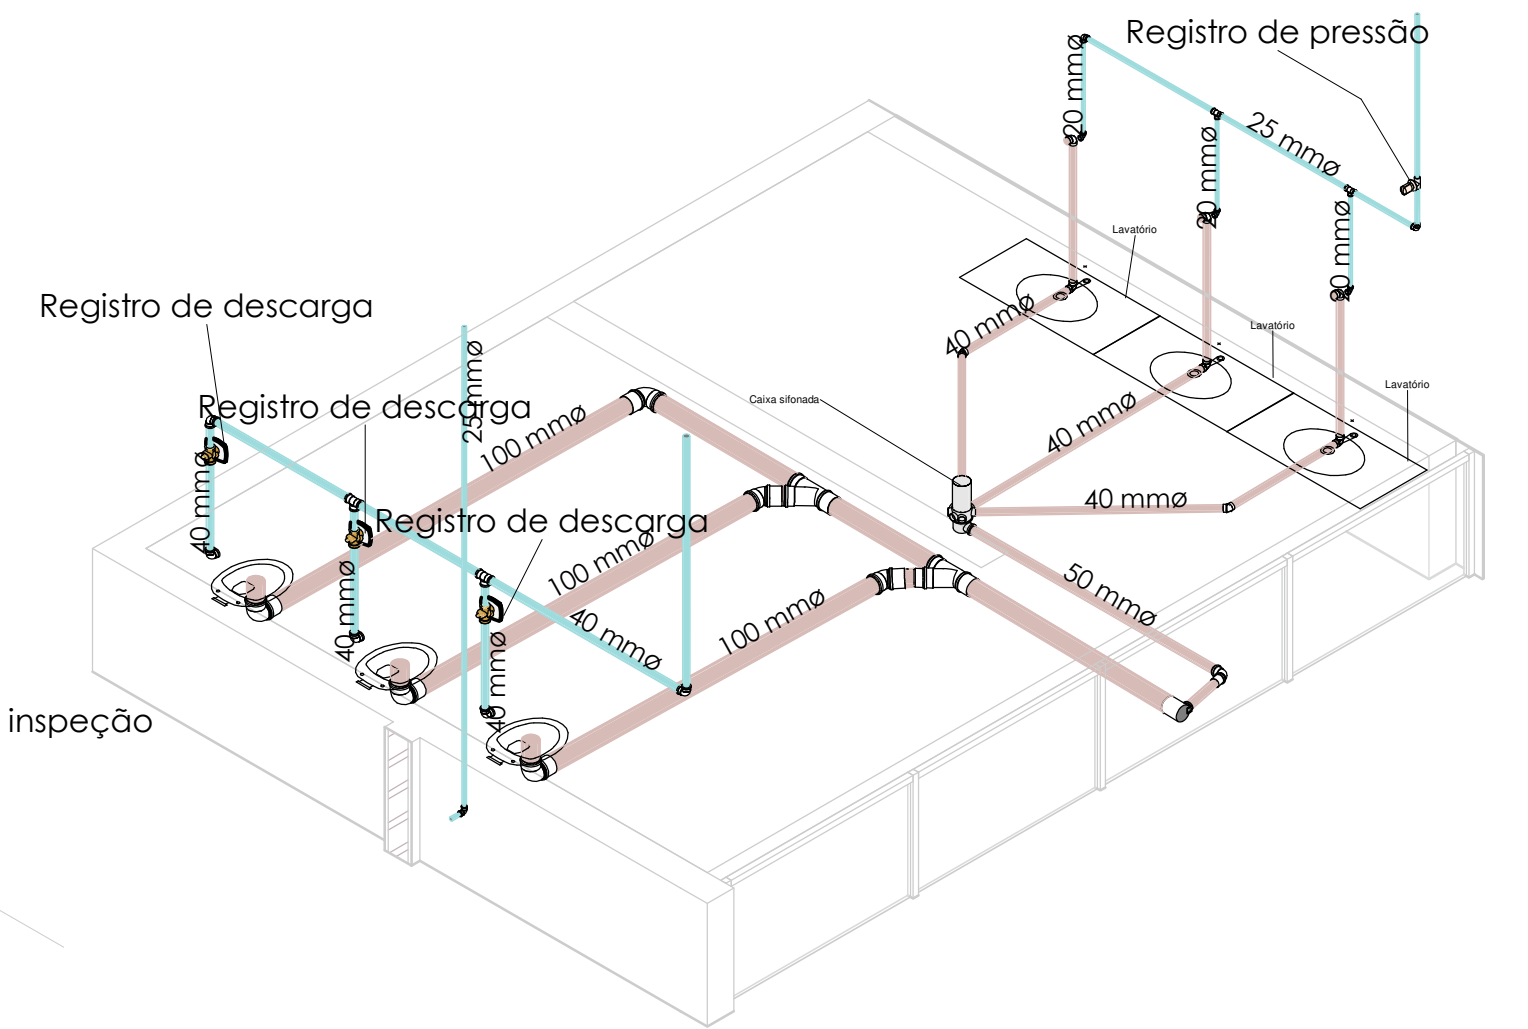 Registro de pressão
20 mmø
25 mmø
20 mmø
20 mmø
Lavatório
Registro de descarga
40 mmø
Lavatório
25 mmø
Lavatório
Caixa sifonada
Registro de descarga
100 mmø
40 mmø
40 mmø
40 mmø
Registro de descarga
100 mmø
50 mmø
40 mmø
40 mmø
100 mmø
40 mmø
inspeção